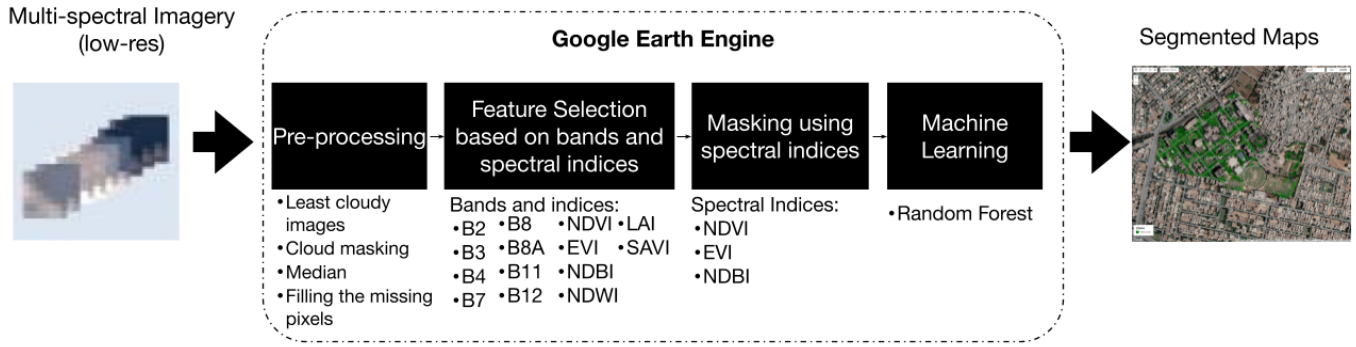 Multi-spectral Imagery
(low-res)
Google Earth Engine
Segmented Maps
Pre-processing
Feature Selection
based on bands and
spectral indices
Masking using
spectral indices
Machine
Learning
•Least cloudy
images
•Cloud masking
•Median
•Filling the missing
pixels
Bands and indices:
•B2
•B3
•B4
•B7
•B8
•B8A
•B11
•B12
•NDVI
•EVI
•NDBI
•NDWI
•LAI
•SAVI
Spectral Indices:
•NDVI
•EVI
•NDBI
•Random Forest